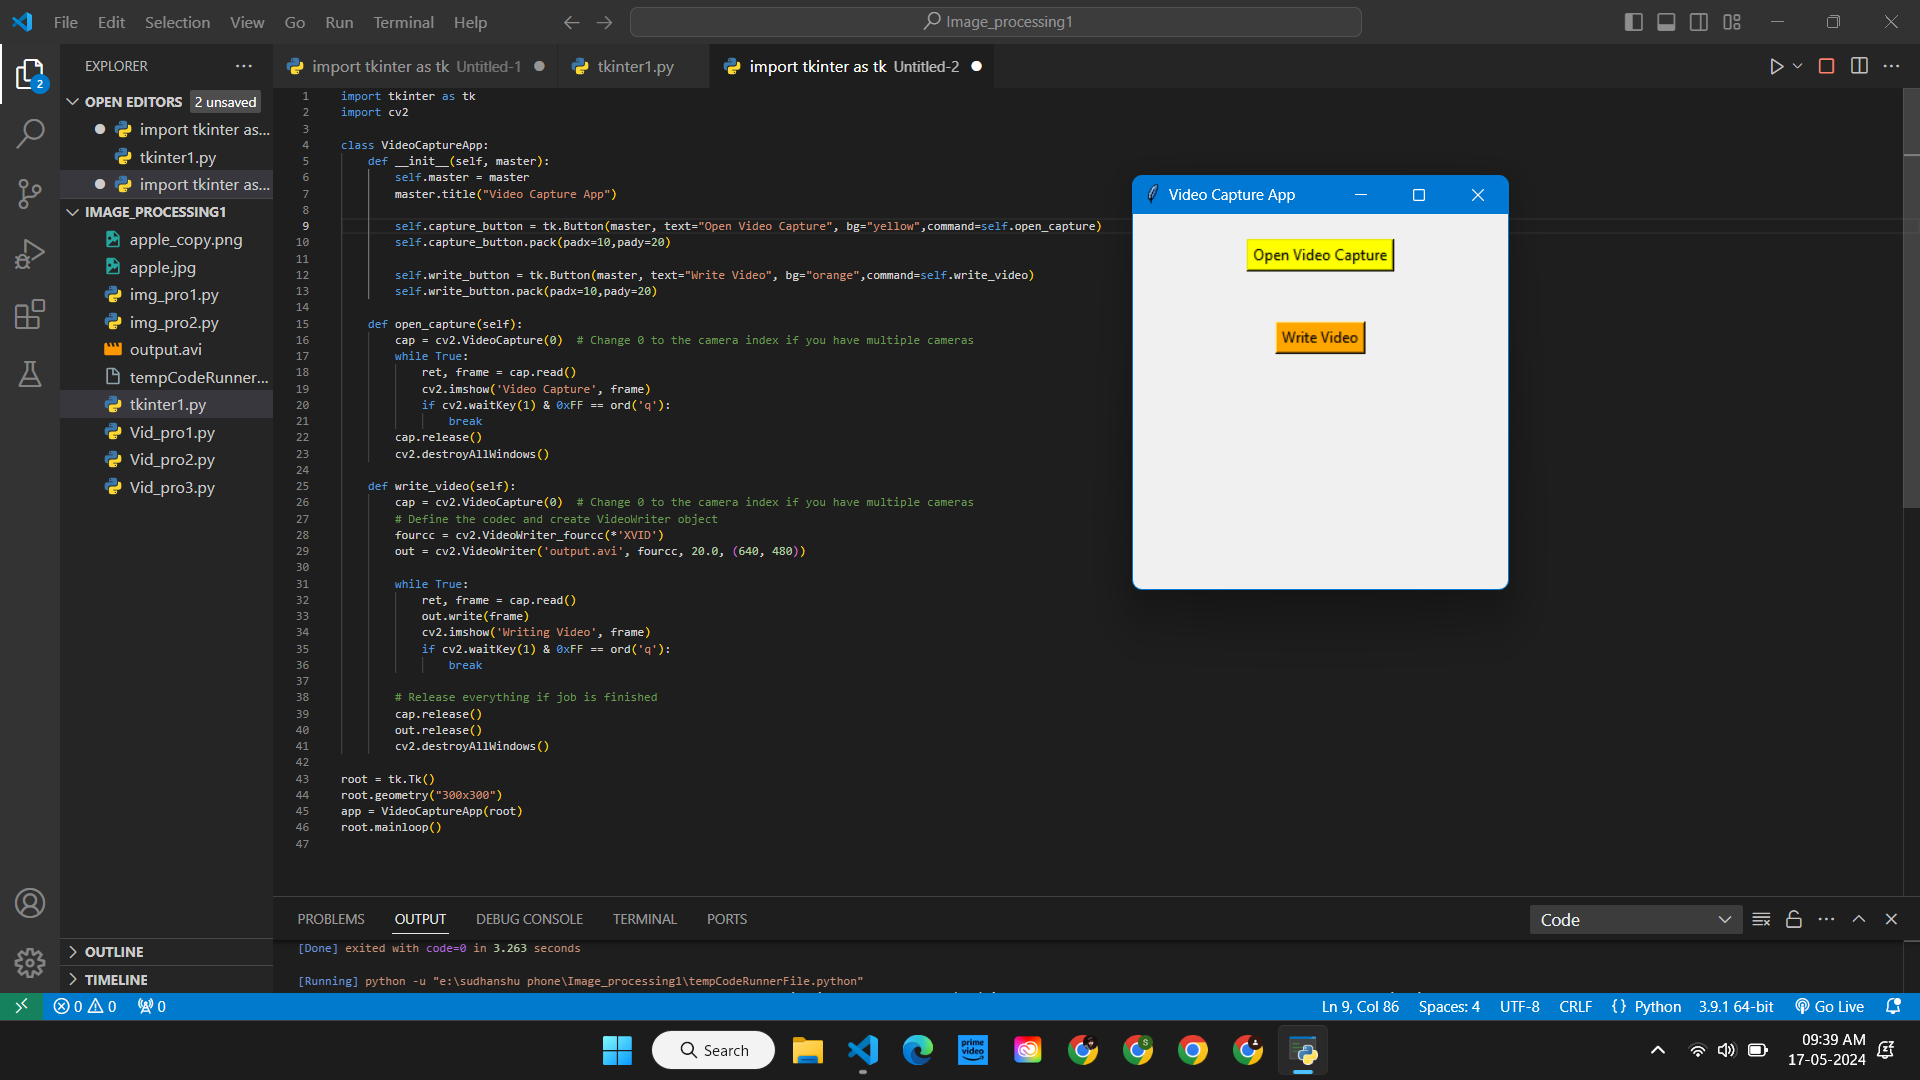 File Edit Selection View Go Run Terminal Help
Image_processing1
EXPLORER
OPEN EDITORS 2 unsaved
import tkinter as...
tkinter1.py
import tkinter as...
IMAGE_PROCESSING1
apple_copy.png
apple.jpg
img_pro1.py
img_pro2.py
output.avi
tempCodeRunner...
tkinter1.py
Vid_pro1.py
Vid_pro2.py
Vid_pro3.py
OUTLINE
TIMELINE
2
import tkinter as tk Untitled-1
tkinter1.py
import tkinter as tk Untitled-2
1 import tkinter as tk
2 import cv2
3
4 class VideoCaptureApp:
5 def __init__(self, master):
6 self.master = master
7 master.title("Video Capture App")
8
9 self.capture_button = tk.Button(master, text="Open Video Capture", bg="yellow",command=self.open_capture)
10 self.capture_button.pack(padx=10,pady=20)
11
12 self.write_button = tk.Button(master, text="Write Video", bg="orange",command=self.write_video)
13 self.write_button.pack(padx=10,pady=20)
14
15 def open_capture(self):
16 cap = cv2.VideoCapture(0) # Change 0 to the camera index if you have multiple cameras
17 while True:
18 ret, frame = cap.read()
19 cv2.imshow('Video Capture', frame)
20 if cv2.waitKey(1) & 0xFF == ord('q'):
21 break
22 cap.release()
23 cv2.destroyAllWindows()
24
25 def write_video(self):
26 cap = cv2.VideoCapture(0) # Change 0 to the camera index if you have multiple cameras
27 # Define the codec and create VideoWriter object
28 fourcc = cv2.VideoWriter_fourcc(*'XVID')
29 out = cv2.VideoWriter('output.avi', fourcc, 20.0, (640, 480))
30
31 while True:
32 ret, frame = cap.read()
33 out.write(frame)
34 cv2.imshow('Writing Video', frame)
35 if cv2.waitKey(1) & 0xFF == ord('q'):
36 break
37
38 # Release everything if job is finished
39 cap.release()
40 out.release()
41 cv2.destroyAllWindows()
42
43 root = tk.Tk()
44 root.geometry("300x300")
45 app = VideoCaptureApp(root)
46 root.mainloop()
47
Video Capture App
Open Video Capture
Write Video
PROBLEMS OUTPUT DEBUG CONSOLE TERMINAL PORTS
Code
[Done] exited with code=0 in 3.263 seconds
[Running] python -u "e:\sudhanshu phone\Image_processing1\tempCodeRunnerFile.python"
0 0 0
Ln 9, Col 86 Spaces: 4 UTF-8 CRLF {} Python 3.9.1 64-bit Go Live
Search
prime video
S
09:39 AM
17-05-2024